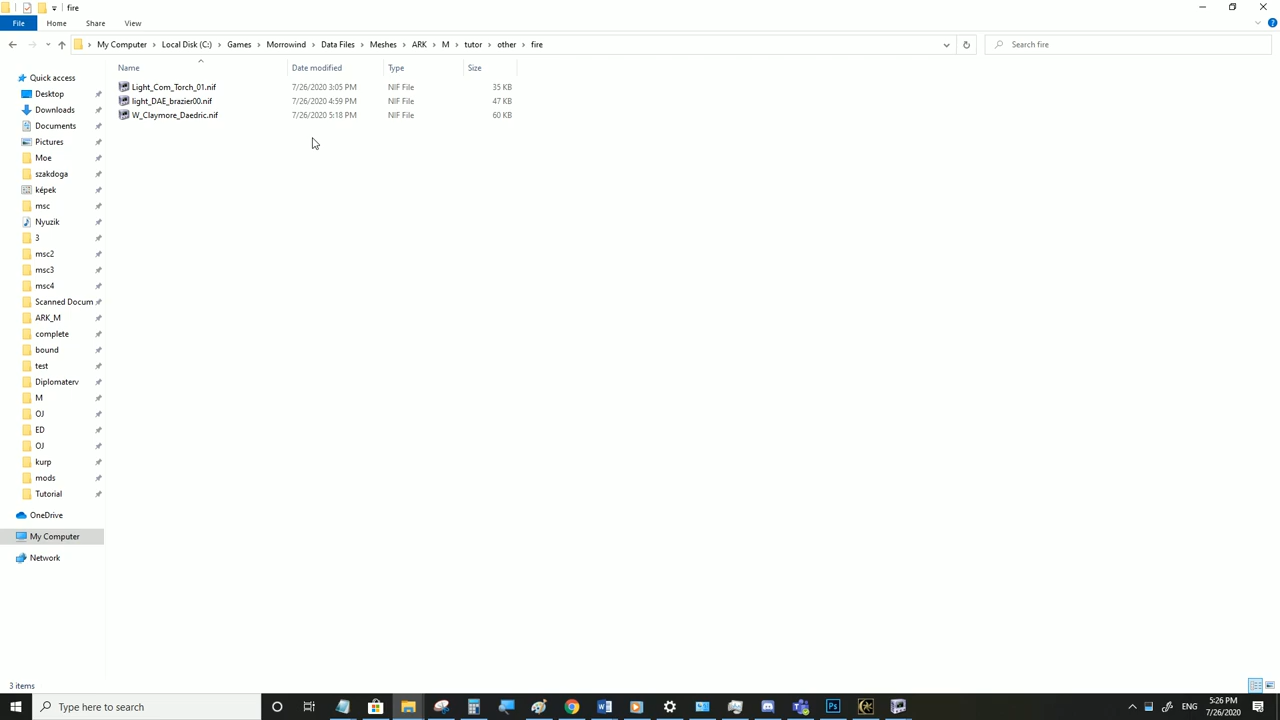 fire
File Home Share View
My Computer Local Disk (C:) Games Morrowind Data Files Meshes ARK M tutor other fire Search fire
Name Date modified Type Size
Quick access
Light_Com_Torch_01.nif 7/26/2020 3:05 PM NIF File 35 KB
Desktop
light_DAE_brazier00.nif 7/26/2020 4:59 PM NIF File 47 KB
Downloads
W_Claymore_Daedric.nif 7/26/2020 5:18 PM NIF File 60 KB
Documents
Pictures
Moe
szakdoga
képek
msc
Nyuzik
3
msc2
msc3
msc4
Scanned Docum
ARK_M
complete
bound
test
Diplomaterv
M
OJ
ED
OJ
kurp
mods
Tutorial
OneDrive
My Computer
Network
3 items
Type here to search
ENG
5:26 PM
7/26/2020